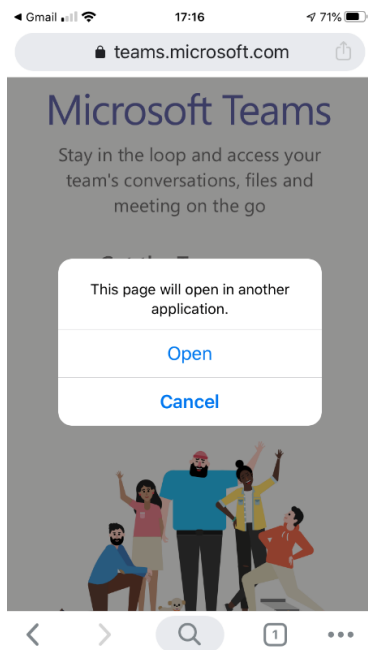 Gmail 17:16 71%
teams.microsoft.com
Microsoft Teams
Stay in the loop and access your
team's conversations, files and
meeting on the go
This page will open in another
application.
Open
Cancel
1